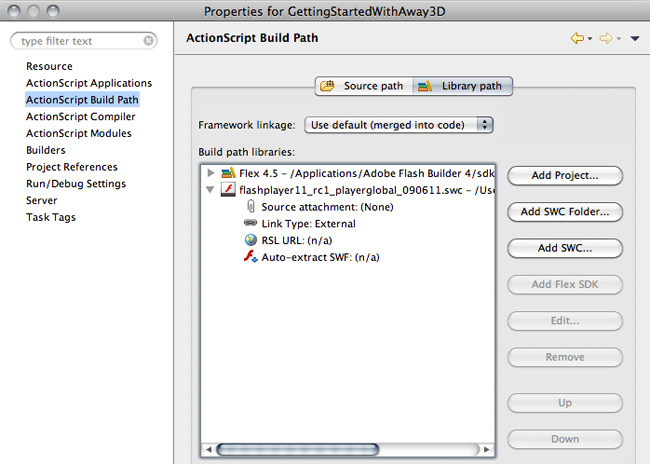 Properties for GettingStartedWithAway3D
type filter text
ActionScript Build Path
Resource
ActionScript Applications
ActionScript Build Path
ActionScript Compiler
ActionScript Modules
Builders
Project References
Run/Debug Settings
Server
Task Tags
Source path
Library path
Framework linkage:
Use default (merged into code)
Build path libraries:
Flex 4.5 – /Applications/Adobe Flash Builder 4/sdk
flashplayer11_rc1_playerglobal_090611.swc – /Use
Source attachment: (None)
Link Type: External
RSL URL: (n/a)
Auto-extract SWF: (n/a)
Add Project...
Add SWC Folder...
Add SWC...
Add Flex SDK
Edit...
Remove
Up
Down